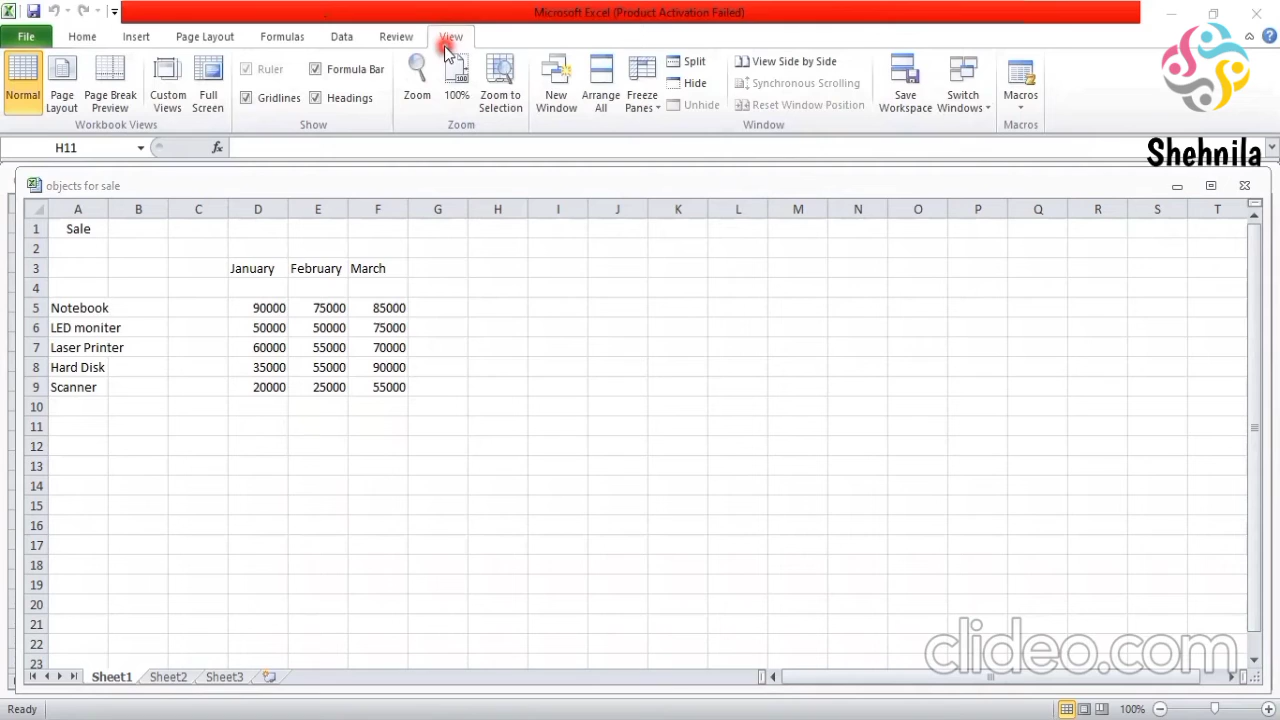 Microsoft Excel (Product Activation Failed)
File Home Insert Page Layout Formulas Data Review View
Normal Page Layout Page Break Preview Custom Views Full Screen
Workbook Views
Ruler Formula Bar
Gridlines Headings
Show
Zoom 100% Zoom to Selection
Zoom
New Window Arrange All Freeze Panes
Split
Hide
Unhide
View Side by Side
Synchronous Scrolling
Reset Window Position
Window
Save Workspace Switch Windows
Macros
Macros
Shehnila
H11 fx
objects for sale
A B C D E F G H I J K L M N O P Q R S T
1 Sale
2
3 January February March
4
5 Notebook 90000 75000 85000
6 LED moniter 50000 50000 75000
7 Laser Printer 60000 55000 70000
8 Hard Disk 35000 55000 90000
9 Scanner 20000 25000 55000
10
11
12
13
14
15
16
17
18
19
20
21
22
23
clideo.com
Sheet1 Sheet2 Sheet3
Ready 100%